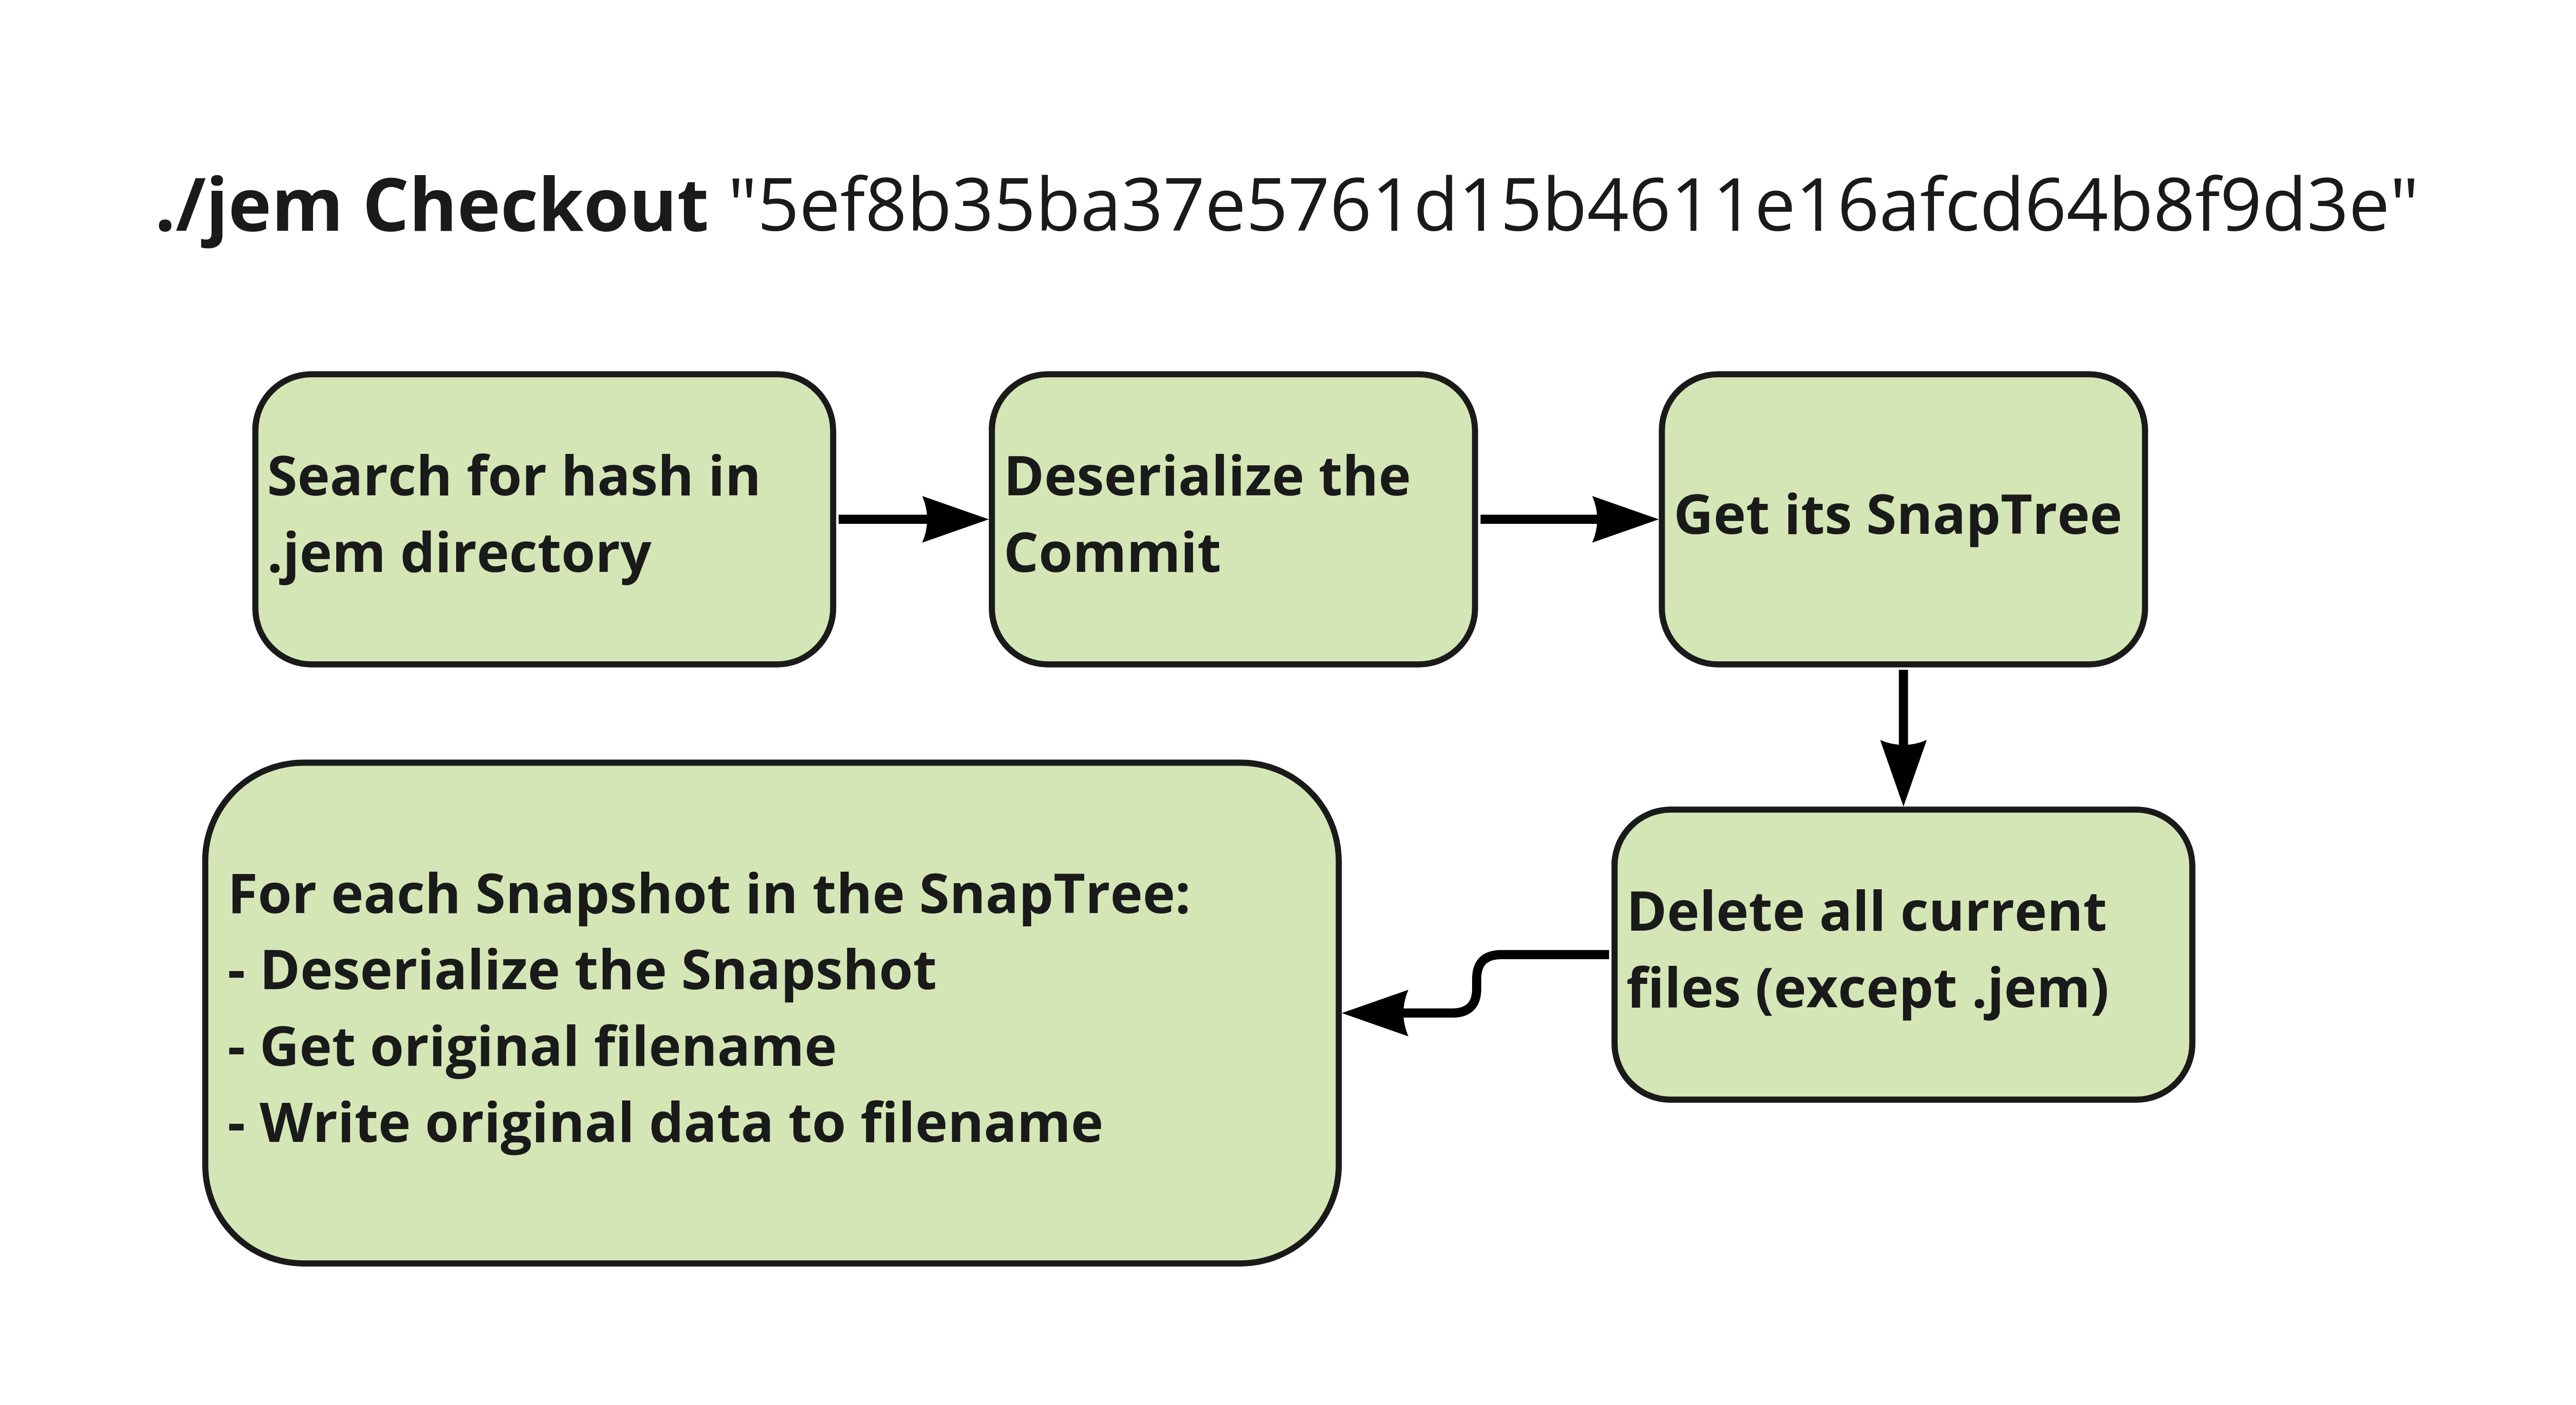 ./jem Checkout "5ef8b35ba37e5761d15b4611e16afcd64b8f9d3e"
Search for hash in
.jem directory
Deserialize the
Commit
Get its SnapTree
Delete all current
files (except .jem)
For each Snapshot in the SnapTree:
- Deserialize the Snapshot
- Get original filename
- Write original data to filename